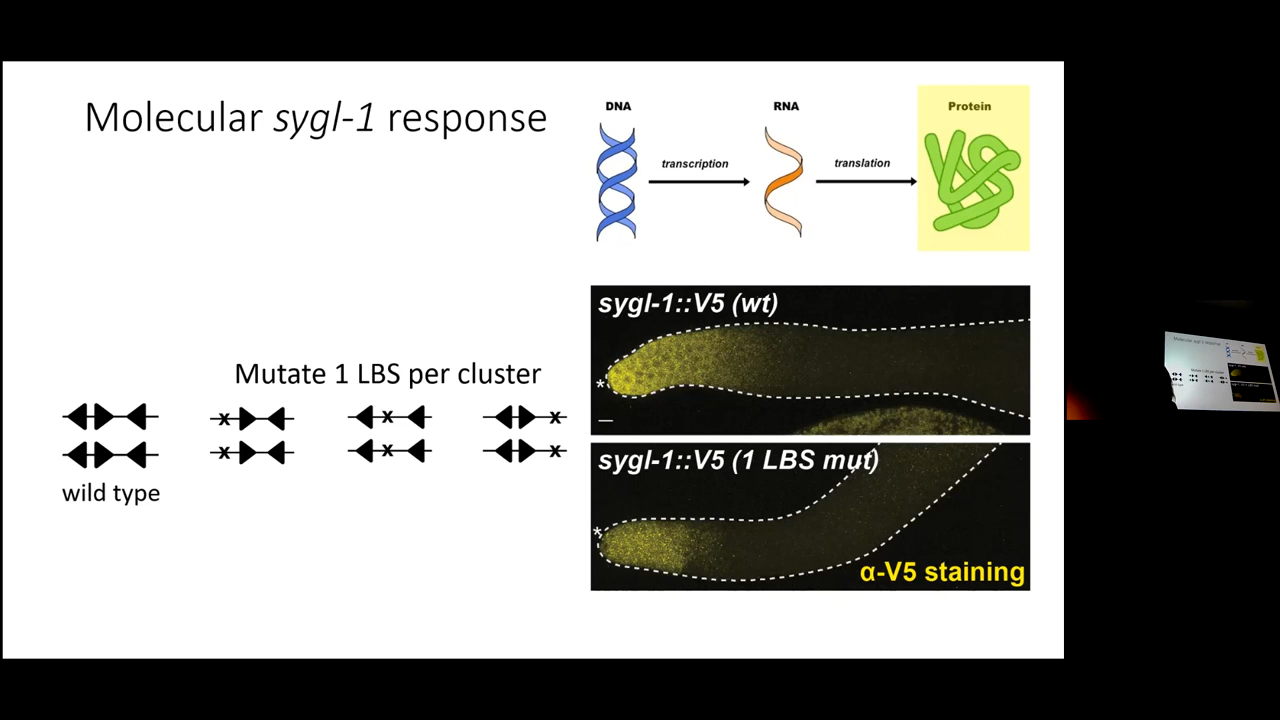 Molecular sygl-1 response
DNA
RNA
Protein
transcription
translation
Mutate 1 LBS per cluster
x
x
x
x
x
x
wild type
sygl-1::V5 (wt)
*
sygl-1::V5 (1 LBS mut)
*
α-V5 staining